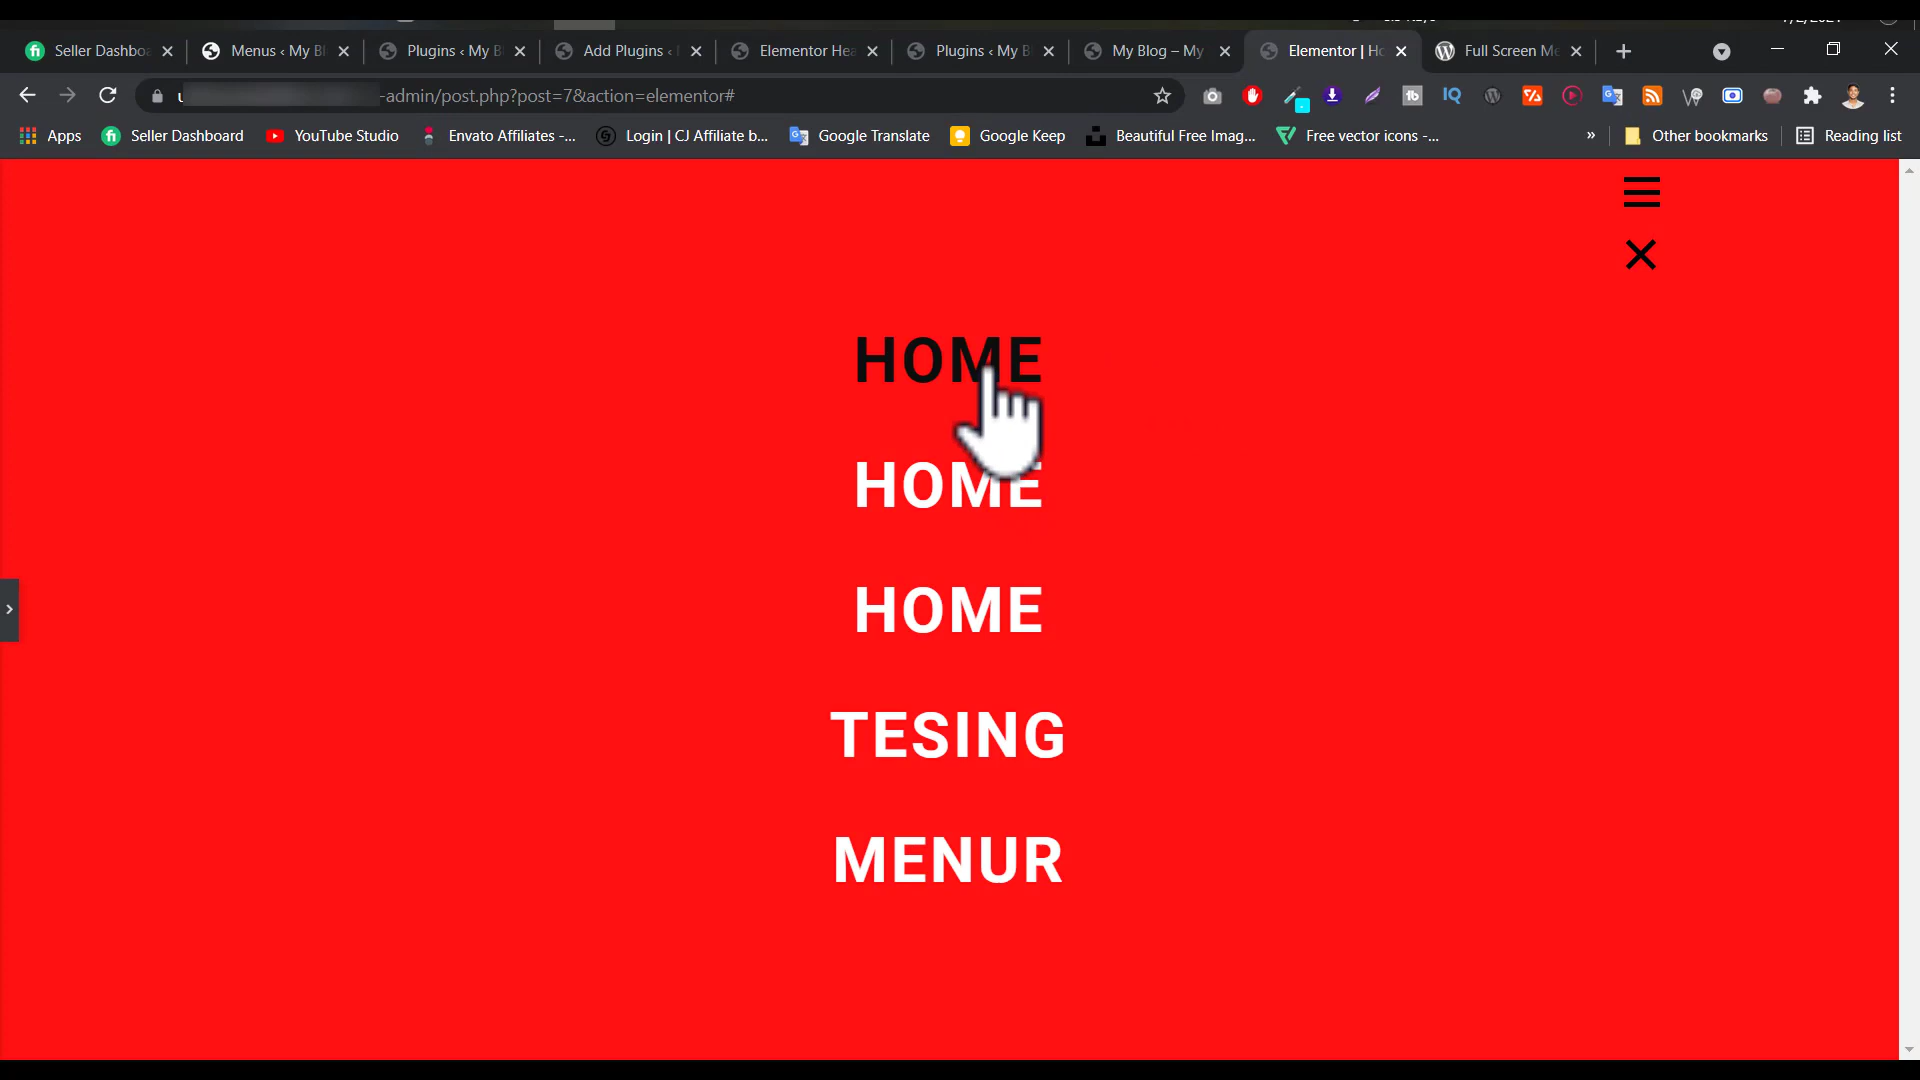 Seller Dashbo
Menus ‹ My Bl
Plugins ‹ My B
Add Plugins ‹
Elementor Hea
Plugins ‹ My B
My Blog – My
Elementor | Ho
Full Screen Me
-admin/post.php?post=7&action=elementor#
Apps
Seller Dashboard
YouTube Studio
Envato Affiliates -...
Login | CJ Affiliate b...
Google Translate
Google Keep
Beautiful Free Imag...
Free vector icons -...
»
Other bookmarks
Reading list
HOME
HOME
HOME
TESING
MENUR